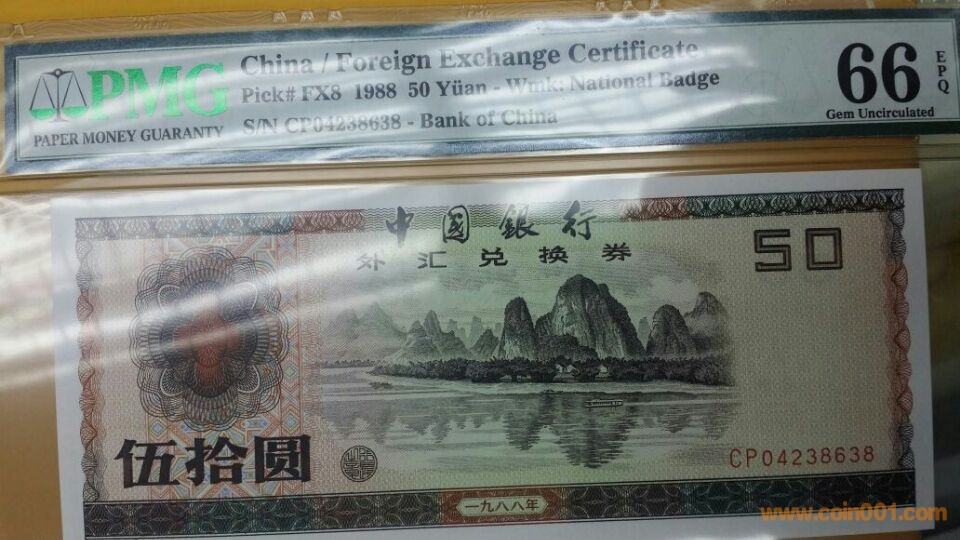 China / Foreign Exchange Certificate
PMG
Pick# FX8 1988 50 Yüan - Wmk: National Badge
PAPER MONEY GUARANTY
S/N CP04238638 - Bank of China
66 EPQ
Gem Uncirculated
中國銀行
外汇兑换券
50
伍拾圆
CP04238638
一九八八年
www.coin001.com